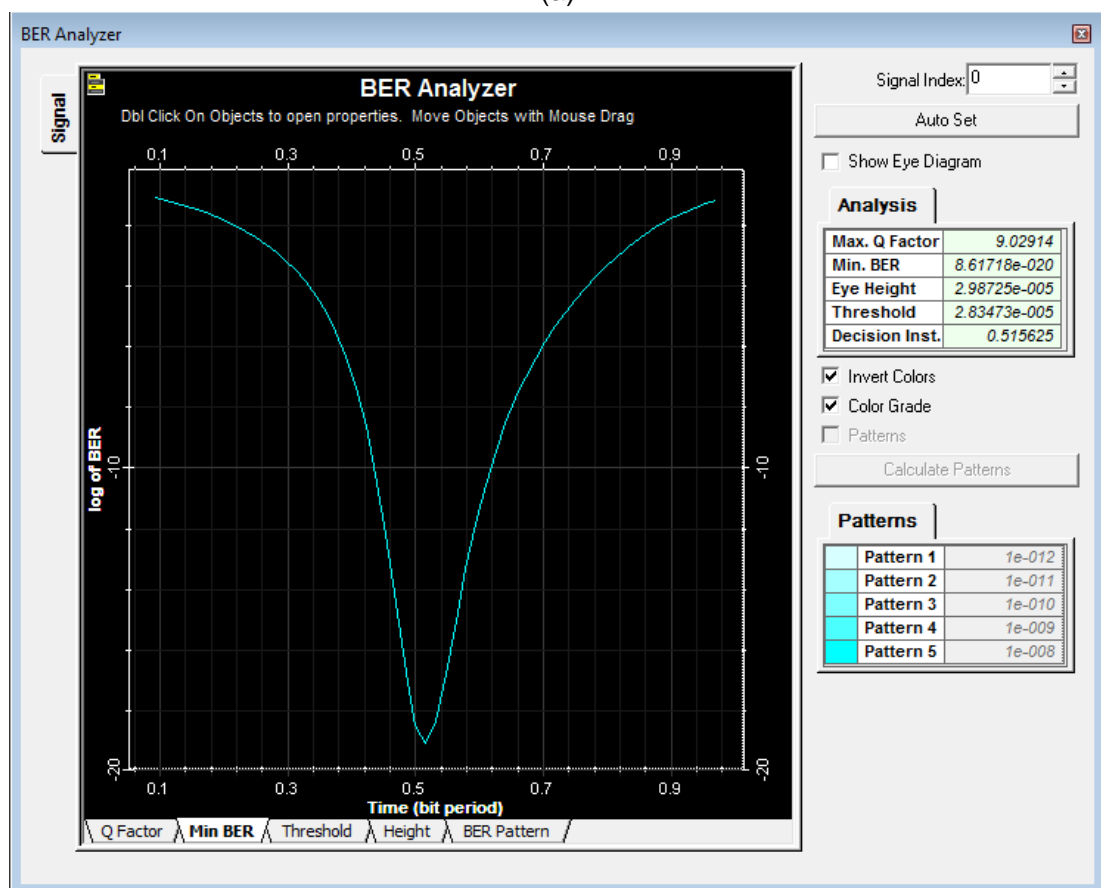 BER Analyzer
Signal
BER Analyzer
Dbl Click On Objects to open properties. Move Objects with Mouse Drag
0.1 0.3 0.5 0.7 0.9
log of BER
-10 -10
-20 -20
0.1 0.3 0.5 0.7 0.9
Time (bit period)
Q Factor Min BER Threshold Height BER Pattern
Signal Index: 0
Auto Set
Show Eye Diagram
Analysis
Max. Q Factor 9.02914
Min. BER 8.61718e-020
Eye Height 2.98725e-005
Threshold 2.83473e-005
Decision Inst. 0.515625
Invert Colors
Color Grade
Patterns
Calculate Patterns
Patterns
Pattern 1 1e-012
Pattern 2 1e-011
Pattern 3 1e-010
Pattern 4 1e-009
Pattern 5 1e-008